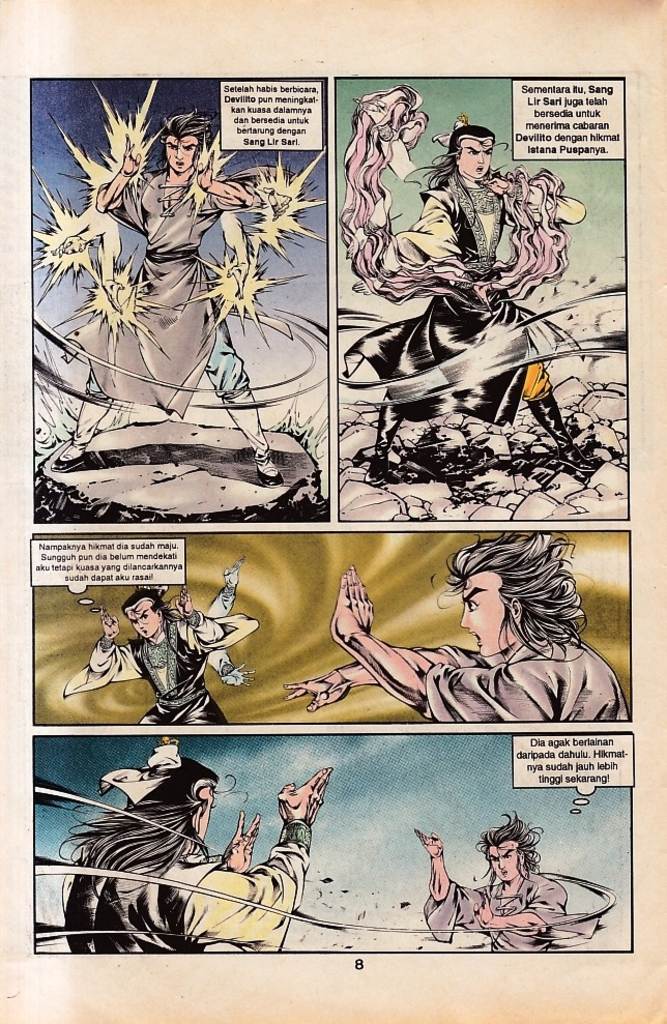 Setelah habis berbicara,
Devilito pun meningkat-
kan kuasa dalamnya
dan bersedia untuk
bertarung dengan
Sang Lir Sari.
Sementara itu, Sang
Lir Sari juga telah
bersedia untuk
menerima cabaran
Devilito dengan hikmat
Istana Puspanya.
Nampaknya hikmat dia sudah maju.
Sungguh pun dia belum mendekati
aku tetapi kuasa yang dilancarkannya
sudah dapat aku rasai!
Dia agak berlainan
daripada dahulu. Hikmat-
nya sudah jauh lebih
tinggi sekarang!
8